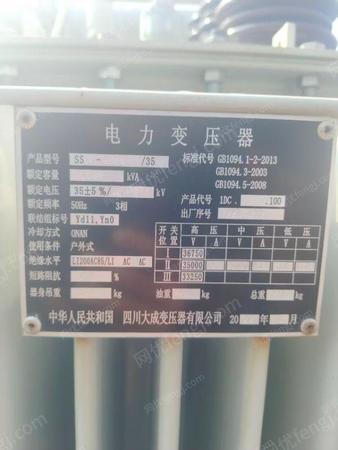 电力变压器
产品型号 SS - /35 标准代号 GB1094.1-2-2013
额定容量 kVA GB1094.3-2003
额定电压 35±5%/ kV GB1094.5-2008
额定频率 50Hz 3相 产品代号 1DC. .100
联结组标号 Yd11,Yn0 出厂序号
冷却方式 ONAN
使用条件 户外式
绝缘水平 LI200AC85/LI AC AC
短路阻抗 %
器身吊重 kg 油重 kg 总重 kg
开关位置 高压 中压 低压
V A V A V A
I 36750
II 35000
III 33250
中华人民共和国 四川大成变压器有限公司 20 年 月